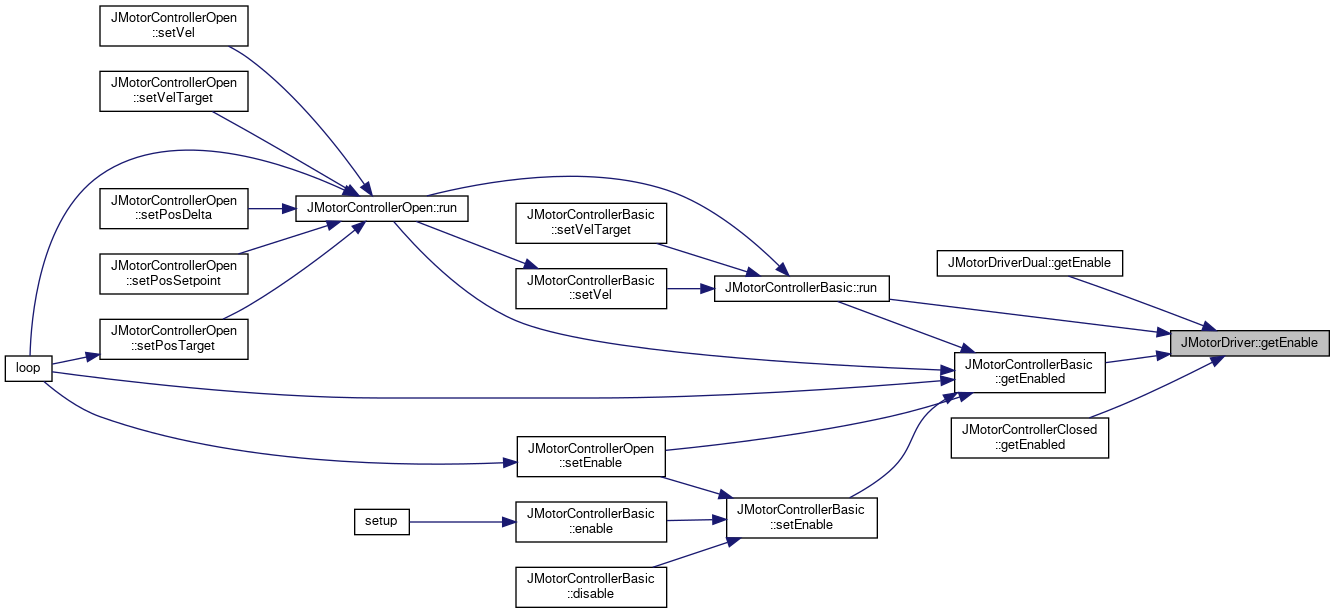 JMotorControllerOpen
::setVel
JMotorControllerOpen
::setVelTarget
JMotorControllerOpen
::setPosDelta
JMotorControllerOpen::run
JMotorControllerBasic
::setVelTarget
JMotorDriverDual::getEnable
JMotorControllerOpen
::setPosSetpoint
JMotorControllerBasic
::setVel
JMotorControllerBasic::run
JMotorControllerOpen
::setPosTarget
JMotorDriver::getEnable
loop
JMotorControllerBasic
::getEnabled
JMotorControllerClosed
::getEnabled
JMotorControllerOpen
::setEnable
setup
JMotorControllerBasic
::enable
JMotorControllerBasic
::setEnable
JMotorControllerBasic
::disable